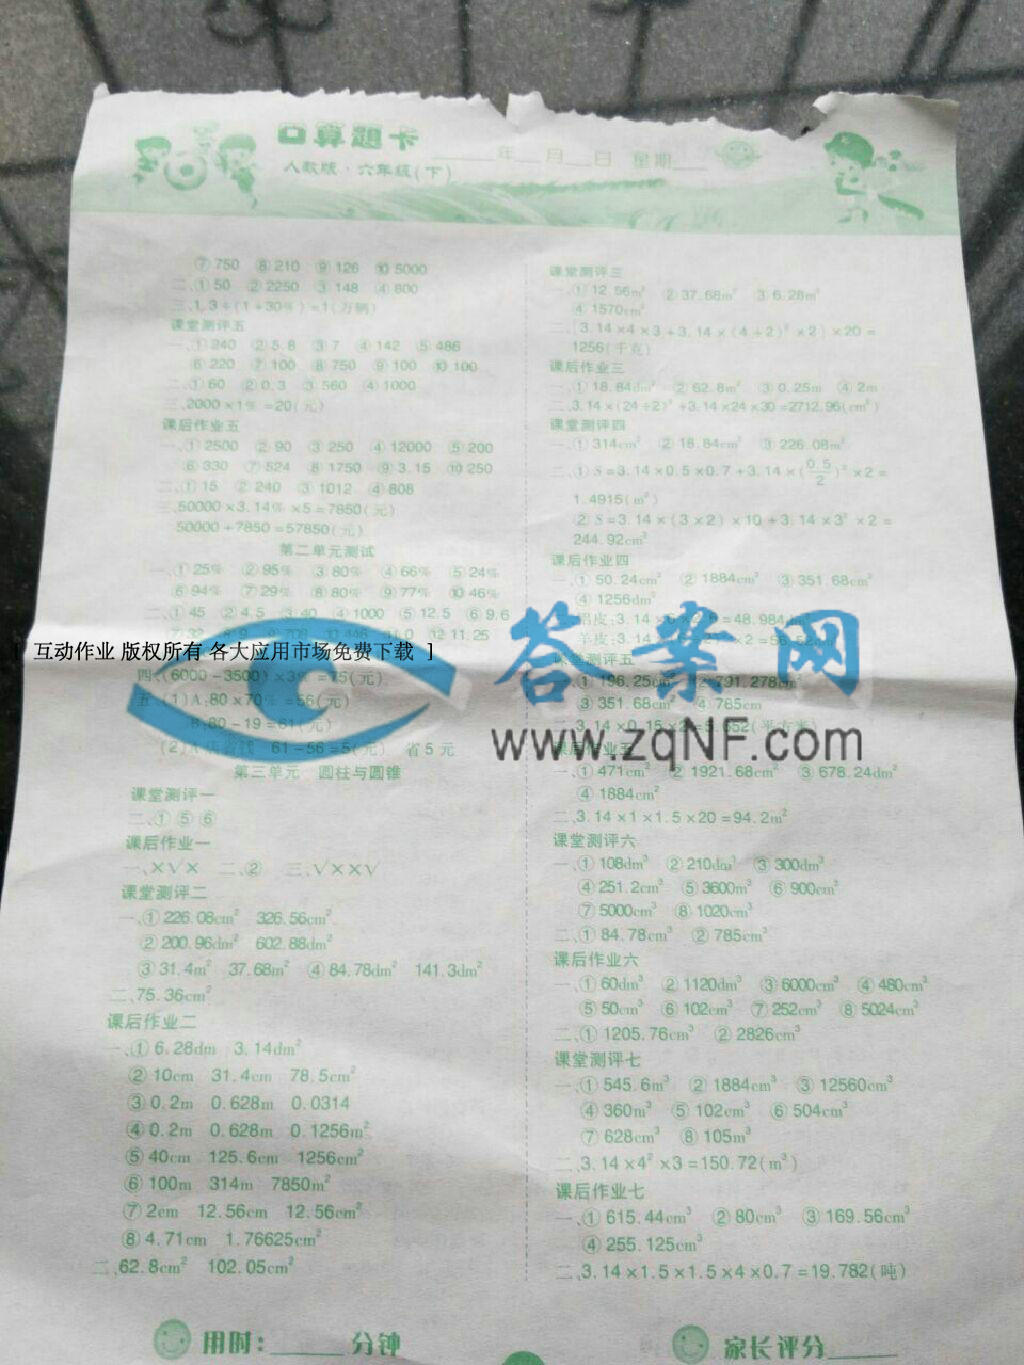 口算题卡
人教版·六年级(下)
年 月 日 星期
⑦750 ⑧210 ⑨126 ⑩5000
二、①50 ②2250 ③148 ④800
三、1.3÷(1+30%)=1(万辆)
课堂测评五
一、①240 ②5.8 ③7 ④142 ⑤486
⑥220 ⑦100 ⑧750 ⑨100 ⑩100
二、①60 ②0.3 ③560 ④1000
三、2000×1%=20(元)
课后作业五
一、①2500 ②90 ③250 ④12000 ⑤200
⑥330 ⑦524 ⑧1750 ⑨3.15 ⑩250
二、①15 ②240 ③1012 ④808
三、50000×3.14%×5=7850(元)
50000+7850=57850(元)
第二单元测试
一、①25% ②95% ③80% ④66% ⑤24%
⑥94% ⑦29% ⑧80% ⑨77% ⑩46%
二、①45 ②4.5 ③40 ④1000 ⑤12.5 ⑥9.6
互动作业 版权所有 各大应用市场免费下载 ]
四、(6000-3500)×3%=75(元)
五、(1)A:80×70%=56(元)
B:80-19=61(元)
61-56=5(元) 省5元
第三单元 圆柱与圆锥
课堂测评一
二、①⑤⑥
课后作业一
一、×√× 二、② 三、√××√
课堂测评二
一、①226.08cm² 326.56cm²
②200.96dm² 602.88dm²
③31.4m² 37.68m² ④84.78dm² 141.3dm²
二、75.36cm²
课后作业二
一、①6.28dm 3.14dm²
②10cm 31.4cm 78.5cm²
③0.2m 0.628m 0.0314
④0.2m 0.628m 0.1256m²
⑤40cm 125.6cm 1256cm²
⑥100m 314m 7850m²
⑦2cm 12.56cm 12.56cm²
⑧4.71cm 1.76625cm²
二、62.8cm² 102.05cm²
课堂测评三
一、①12.56m² ②37.68m² ③6.28m²
④1570cm²
二、[3.14×4×3+3.14×(4÷2)²×2]×20=
1256(千克)
课后作业三
一、①18.84dm² ②62.8m² ③0.25m ④2m
二、3.14×(24÷2)²+3.14×24×30=2712.96(cm²)
课堂测评四
一、①314cm² ②18.84cm² ③226.08m²
二、①S=3.14×0.5×0.7+3.14×(0.5/2)²×2=
1.4915(m²)
②S=3.14×(3×2)×10+3.14×3²×2=
244.92cm²
课后作业四
一、①50.24cm² ②1884cm² ③351.68cm²
④1256dm²
答案网
www.zqNF.com
课堂测评五
一、①196.25cm² ②791.278cm²
③351.68cm² ④785cm
课后作业五
一、①471cm² ②1921.68cm² ③678.24dm²
④1884cm²
二、3.14×1×1.5×20=94.2m²
课堂测评六
一、①108dm³ ②210dm³ ③300dm³
④251.2cm³ ⑤3600m³ ⑥900cm³
⑦5000cm³ ⑧1020cm³
二、①84.78cm³ ②785cm³
课后作业六
一、①60dm³ ②1120dm³ ③6000cm³ ④480cm³
⑤50cm³ ⑥102cm³ ⑦252cm³ ⑧5024cm³
二、①1205.76cm³ ②2826cm³
课堂测评七
一、①545.6m³ ②1884cm³ ③12560cm³
④360m³ ⑤102cm³ ⑥504cm³
⑦628cm³ ⑧105m³
二、3.14×4²×3=150.72(m³)
课后作业七
一、①615.44cm³ ②80cm³ ③169.56cm³
④255.125cm³
二、3.14×1.5×1.5×4×0.7=19.782(吨)
用时: 分钟
家长评分